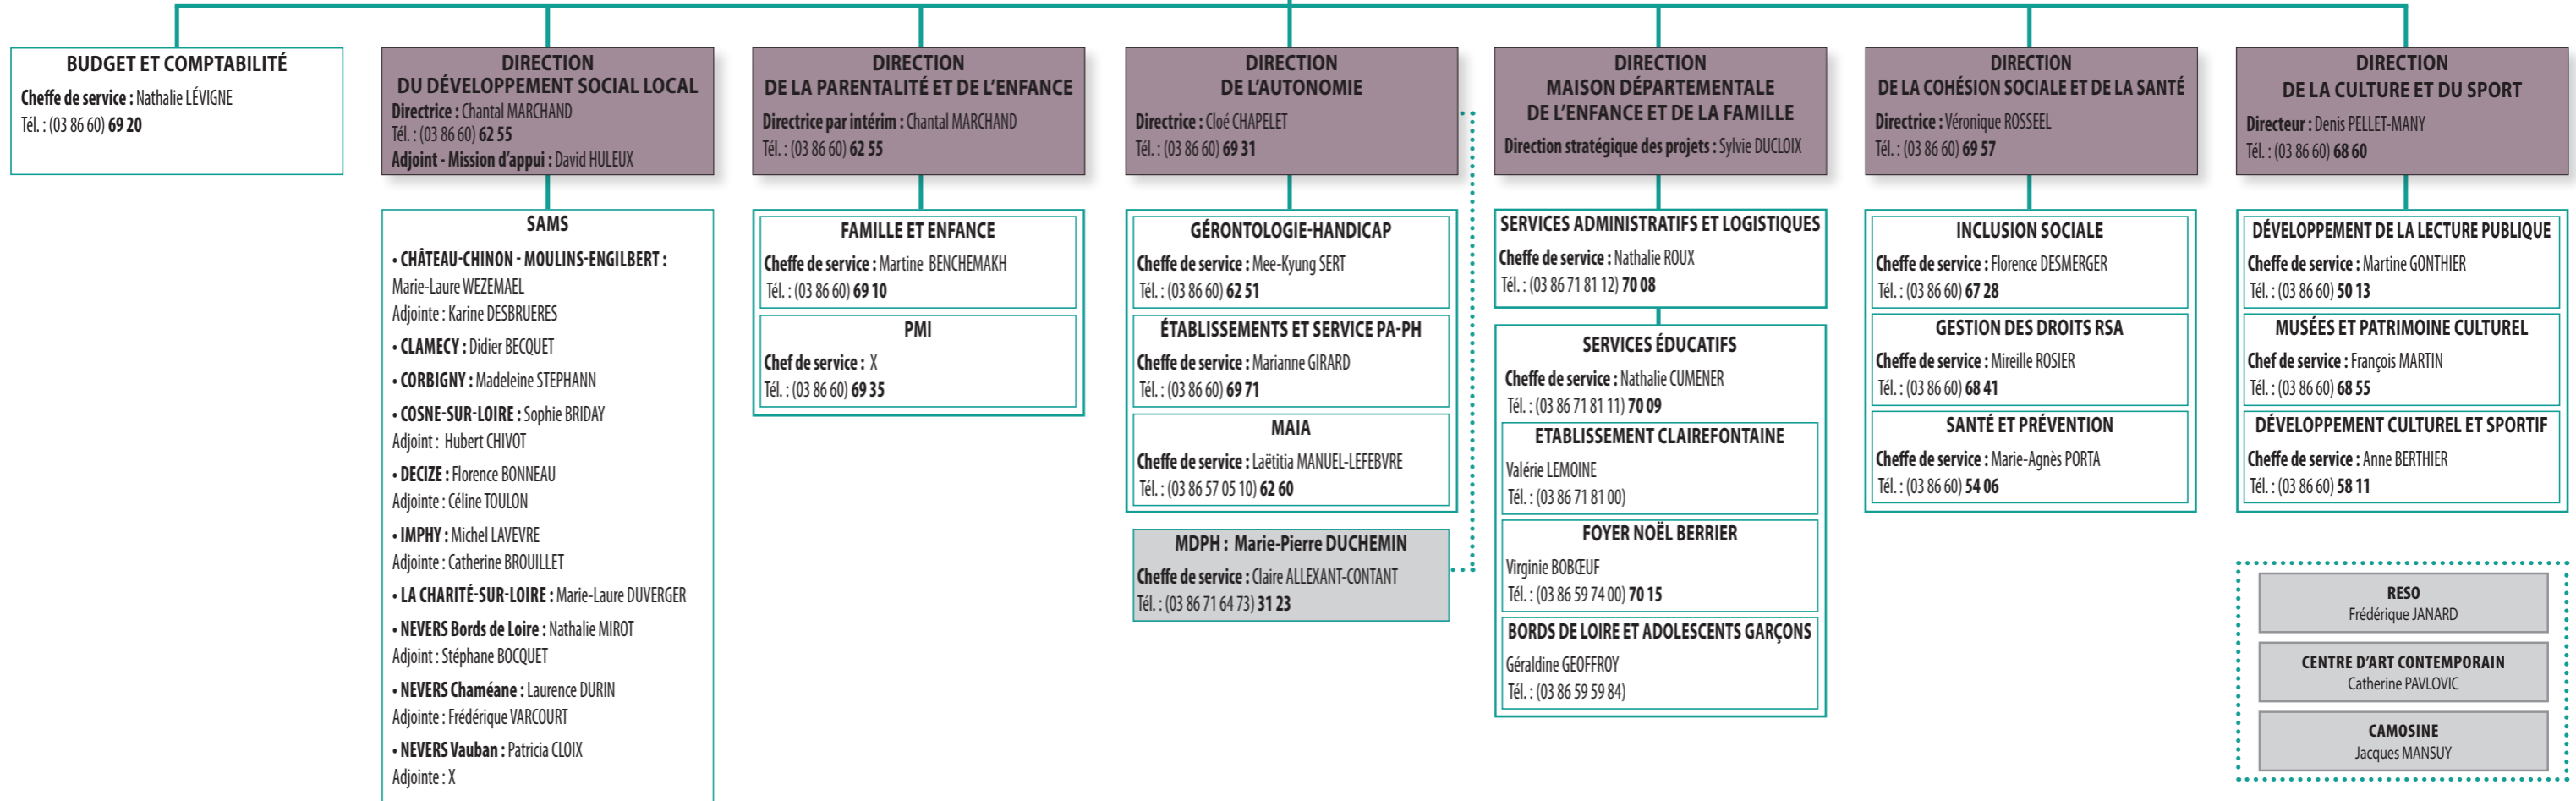 BUDGET ET COMPTABILITÉ
Cheffe de service : Nathalie LÉVIGNE
Tél. : (03 86 60) 69 20
DIRECTION
DU DÉVELOPPEMENT SOCIAL LOCAL
Directrice : Chantal MARCHAND
Tél. : (03 86 60) 62 55
Adjoint - Mission d'appui : David HULEUX
SAMS
• CHÂTEAU-CHINON - MOULINS-ENGILBERT :
Marie-Laure WEZEMAEL
Adjointe : Karine DESBRUERES
• CLAMECY : Didier BECQUET
• CORBIGNY : Madeleine STEPHANN
• COSNE-SUR-LOIRE : Sophie BRIDAY
Adjoint : Hubert CHIVOT
• DECIZE : Florence BONNEAU
Adjointe : Céline TOULON
• IMPHY : Michel LAVEVRE
Adjointe : Catherine BROUILLET
• LA CHARITÉ-SUR-LOIRE : Marie-Laure DUVERGER
• NEVERS Bords de Loire : Nathalie MIROT
Adjoint : Stéphane BOCQUET
• NEVERS Chaméane : Laurence DURIN
Adjointe : Frédérique VARCOURT
• NEVERS Vauban : Patricia CLOIX
Adjointe : X
DIRECTION
DE LA PARENTALITÉ ET DE L'ENFANCE
Directrice par intérim : Chantal MARCHAND
Tél. : (03 86 60) 62 55
FAMILLE ET ENFANCE
Cheffe de service : Martine BENCHEMAKH
Tél. : (03 86 60) 69 10
PMI
Chef de service : X
Tél. : (03 86 60) 69 35
DIRECTION
DE L'AUTONOMIE
Directrice : Cloé CHAPELET
Tél. : (03 86 60) 69 31
GÉRONTOLOGIE-HANDICAP
Cheffe de service : Mee-Kyung SERT
Tél. : (03 86 60) 62 51
ÉTABLISSEMENTS ET SERVICE PA-PH
Cheffe de service : Marianne GIRARD
Tél. : (03 86 60) 69 71
MAIA
Cheffe de service : Laëtitia MANUEL-LEFEBVRE
Tél. : (03 86 57 05 10) 62 60
MDPH : Marie-Pierre DUCHEMIN
Cheffe de service : Claire ALLEXANT-CONTANT
Tél. : (03 86 71 64 73) 31 23
DIRECTION
MAISON DÉPARTEMENTALE
DE L'ENFANCE ET DE LA FAMILLE
Direction stratégique des projets : Sylvie DUCLOIX
SERVICES ADMINISTRATIFS ET LOGISTIQUES
Cheffe de service : Nathalie ROUX
Tél. : (03 86 71 81 12) 70 08
SERVICES ÉDUCATIFS
Cheffe de service : Nathalie CUMENER
Tél. : (03 86 71 81 11) 70 09
ETABLISSEMENT CLAIREFONTAINE
Valérie LEMOINE
Tél. : (03 86 71 81 00)
FOYER NOËL BERRIER
Virginie BOBŒUF
Tél. : (03 86 59 74 00) 70 15
BORDS DE LOIRE ET ADOLESCENTS GARÇONS
Géraldine GEOFFROY
Tél. : (03 86 59 59 84)
DIRECTION
DE LA COHÉSION SOCIALE ET DE LA SANTÉ
Directrice : Véronique ROSSEEL
Tél. : (03 86 60) 69 57
INCLUSION SOCIALE
Cheffe de service : Florence DESMERGER
Tél. : (03 86 60) 67 28
GESTION DES DROITS RSA
Cheffe de service : Mireille ROSIER
Tél. : (03 86 60) 68 41
SANTÉ ET PRÉVENTION
Cheffe de service : Marie-Agnès PORTA
Tél. : (03 86 60) 54 06
DIRECTION
DE LA CULTURE ET DU SPORT
Directeur : Denis PELLET-MANY
Tél. : (03 86 60) 68 60
DÉVELOPPEMENT DE LA LECTURE PUBLIQUE
Cheffe de service : Martine GONTHIER
Tél. : (03 86 60) 50 13
MUSÉES ET PATRIMOINE CULTUREL
Chef de service : François MARTIN
Tél. : (03 86 60) 68 55
DÉVELOPPEMENT CULTUREL ET SPORTIF
Cheffe de service : Anne BERTHIER
Tél. : (03 86 60) 58 11
RESO
Frédérique JANARD
CENTRE D'ART CONTEMPORAIN
Catherine PAVLOVIC
CAMOSINE
Jacques MANSUY